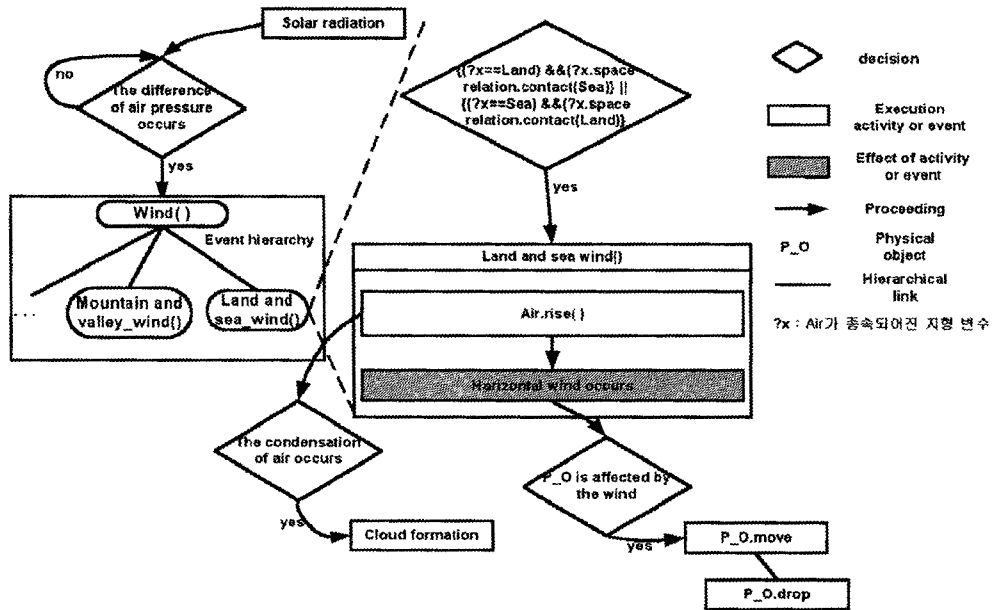 Solar radiation
no
The difference
of air pressure
occurs
yes
Wind( )
Event hierarchy
...
Mountain and
valley_wind()
Land and
sea_wind()
{(?x==Land) &&(?x.space
relation.contact(Sea)} ||
{(?x==Sea) &&(?x.space
relation.contact(Land)}
yes
Land and sea wind()
Air.rise( )
Horizontal wind occurs
The condensation
of air occurs
yes
Cloud formation
P_O is affected by
the wind
yes
P_O.move
P_O.drop
decision
Execution
activity or event
Effect of activity
or event
Proceeding
P_O
Physical
object
Hierarchical
link
?x : Air가 종속되어진 지형 변수